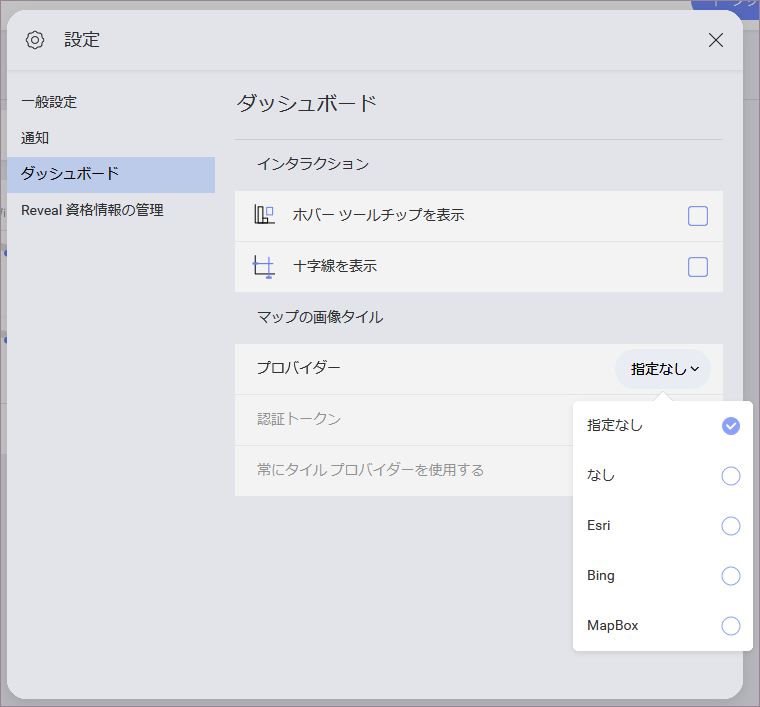 設定
一般設定
通知
ダッシュボード
Reveal 資格情報の管理
ダッシュボード
インタラクション
ホバー ツールチップを表示
十字線を表示
マップの画像タイル
プロバイダー
指定なし
認証トークン
常にタイル プロバイダーを使用する
指定なし
なし
Esri
Bing
MapBox